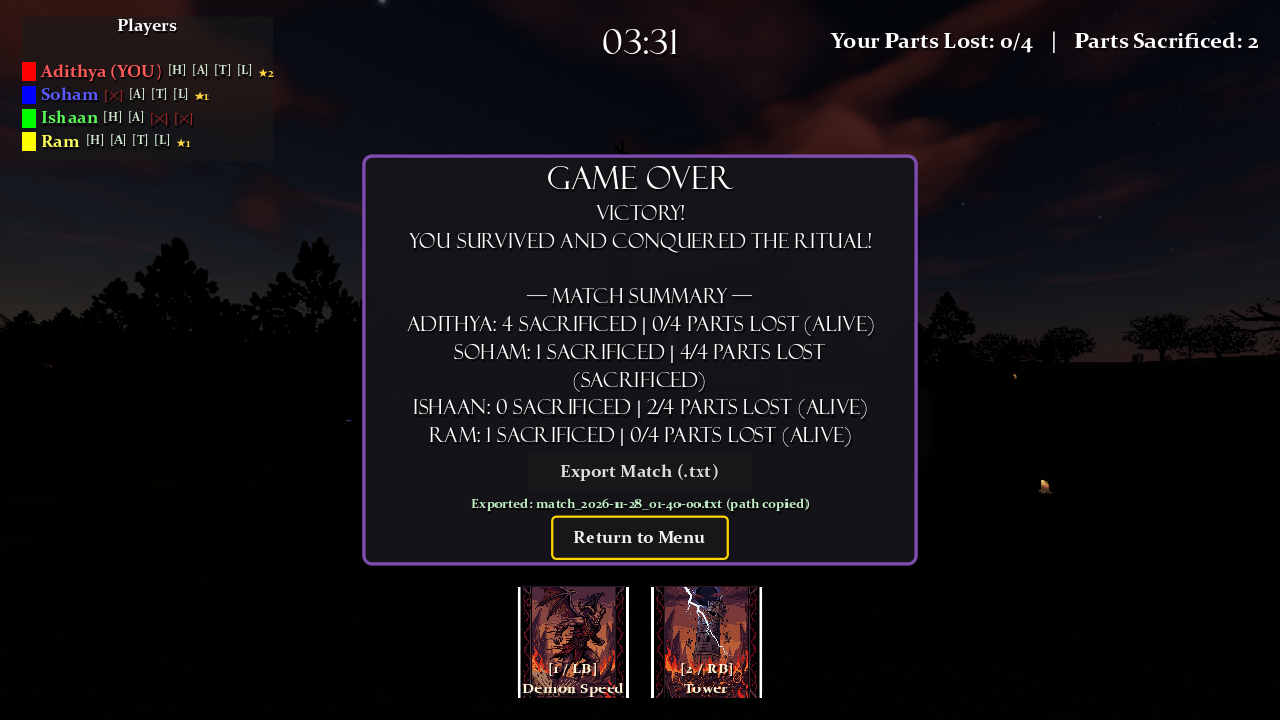 Players
Adithya (YOU) [H] [A] [T] [L] ★2
Soham [X] [A] [T] [L] ★1
Ishaan [H] [A] [X] [X]
Ram [H] [A] [T] [L] ★1
03:31
Your Parts Lost: 0/4 | Parts Sacrificed: 2
GAME OVER
VICTORY!
YOU SURVIVED AND CONQUERED THE RITUAL!
— MATCH SUMMARY —
ADITHYA: 4 SACRIFICED | 0/4 PARTS LOST (ALIVE)
SOHAM: 1 SACRIFICED | 4/4 PARTS LOST
(SACRIFICED)
ISHAAN: 0 SACRIFICED | 2/4 PARTS LOST (ALIVE)
RAM: 1 SACRIFICED | 0/4 PARTS LOST (ALIVE)
Export Match (.txt)
Exported: match_2026-11-28_01-40-00.txt (path copied)
Return to Menu
[1 / LB]
Demon Speed
[2 / RB]
Tower